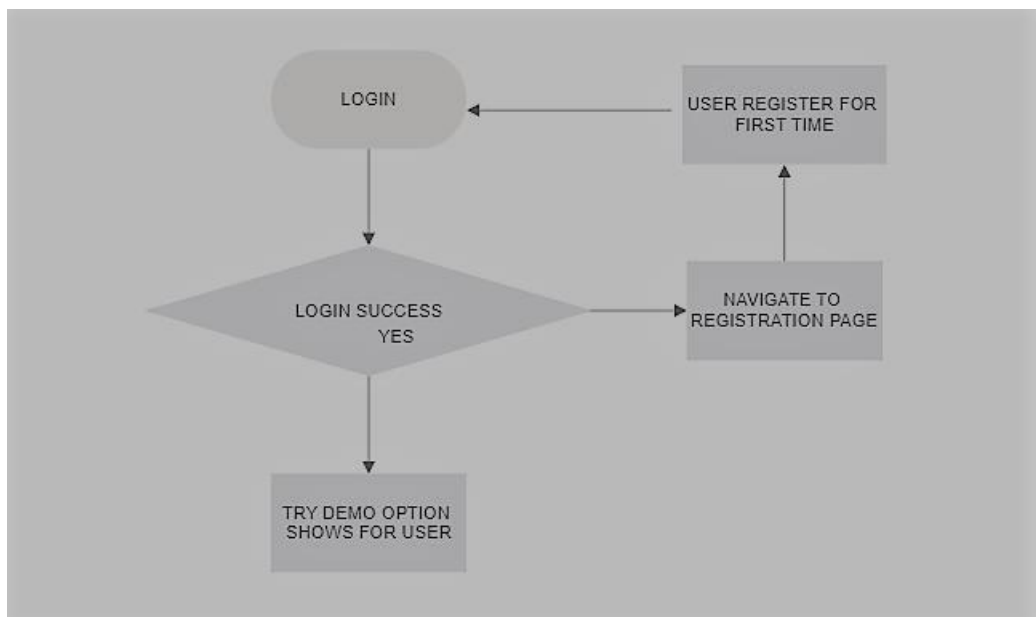 LOGIN
USER REGISTER FOR
FIRST TIME
LOGIN SUCCESS
YES
NAVIGATE TO
REGISTRATION PAGE
TRY DEMO OPTION
SHOWS FOR USER